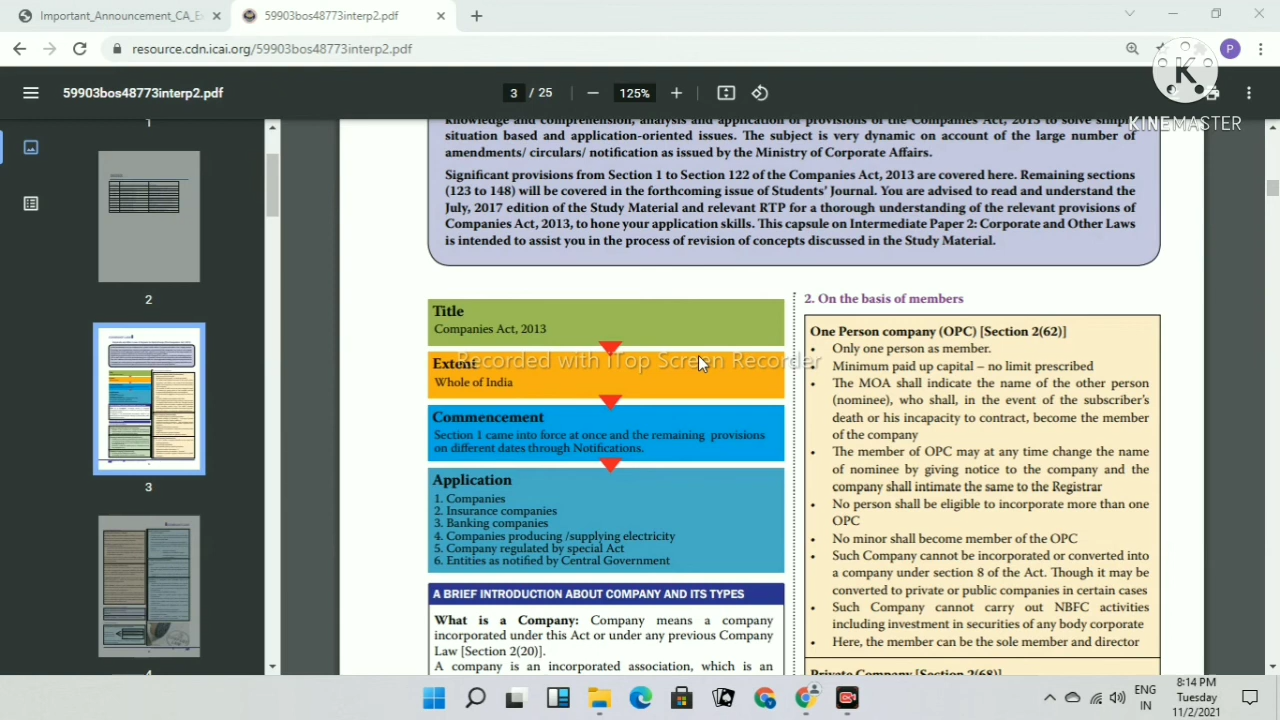 Important_Announcement_CA_E
59903bos48773interp2.pdf
resource.cdn.icai.org/59903bos48773interp2.pdf
P
59903bos48773interp2.pdf
3 / 25
125%
K
KINEMASTER
1
2
3
knowledge and comprehension, analysis and application of provisions of the Companies Act, 2013 to solve
situation based and application-oriented issues. The subject is very dynamic on account of the large number of
amendments/ circulars/ notification as issued by the Ministry of Corporate Affairs.
Significant provisions from Section 1 to Section 122 of the Companies Act, 2013 are covered here. Remaining sections
(123 to 148) will be covered in the forthcoming issue of Students' Journal. You are advised to read and understand the
July, 2017 edition of the Study Material and relevant RTP for a thorough understanding of the relevant provisions of
Companies Act, 2013, to hone your application skills. This capsule on Intermediate Paper 2: Corporate and Other Laws
is intended to assist you in the process of revision of concepts discussed in the Study Material.
Title
Companies Act, 2013
Recorded with iTop Screen Recorder
Extent
Whole of India
Commencement
Section 1 came into force at once and the remaining provisions
on different dates through Notifications.
Application
1. Companies
2. Insurance companies
3. Banking companies
4. Companies producing /supplying electricity
5. Company regulated by special Act
6. Entities as notified by Central Government
A BRIEF INTRODUCTION ABOUT COMPANY AND ITS TYPES
What is a Company: Company means a company
incorporated under this Act or under any previous Company
Law [Section 2(20)].
A company is an incorporated association, which is an
2. On the basis of members
One Person company (OPC) [Section 2(62)]
• Only one person as member.
• Minimum paid up capital – no limit prescribed
• The MOA shall indicate the name of the other person
(nominee), who shall, in the event of the subscriber's
death or his incapacity to contract, become the member
of the company
• The member of OPC may at any time change the name
of nominee by giving notice to the company and the
company shall intimate the same to the Registrar
• No person shall be eligible to incorporate more than one
OPC
• No minor shall become member of the OPC
• Such Company cannot be incorporated or converted into
a company under section 8 of the Act. Though it may be
converted to private or public companies in certain cases
• Such Company cannot carry out NBFC activities
including investment in securities of any body corporate
• Here, the member can be the sole member and director
Private Company [Section 2(68)]
ENG
IN
8:14 PM
Tuesday
11/2/2021